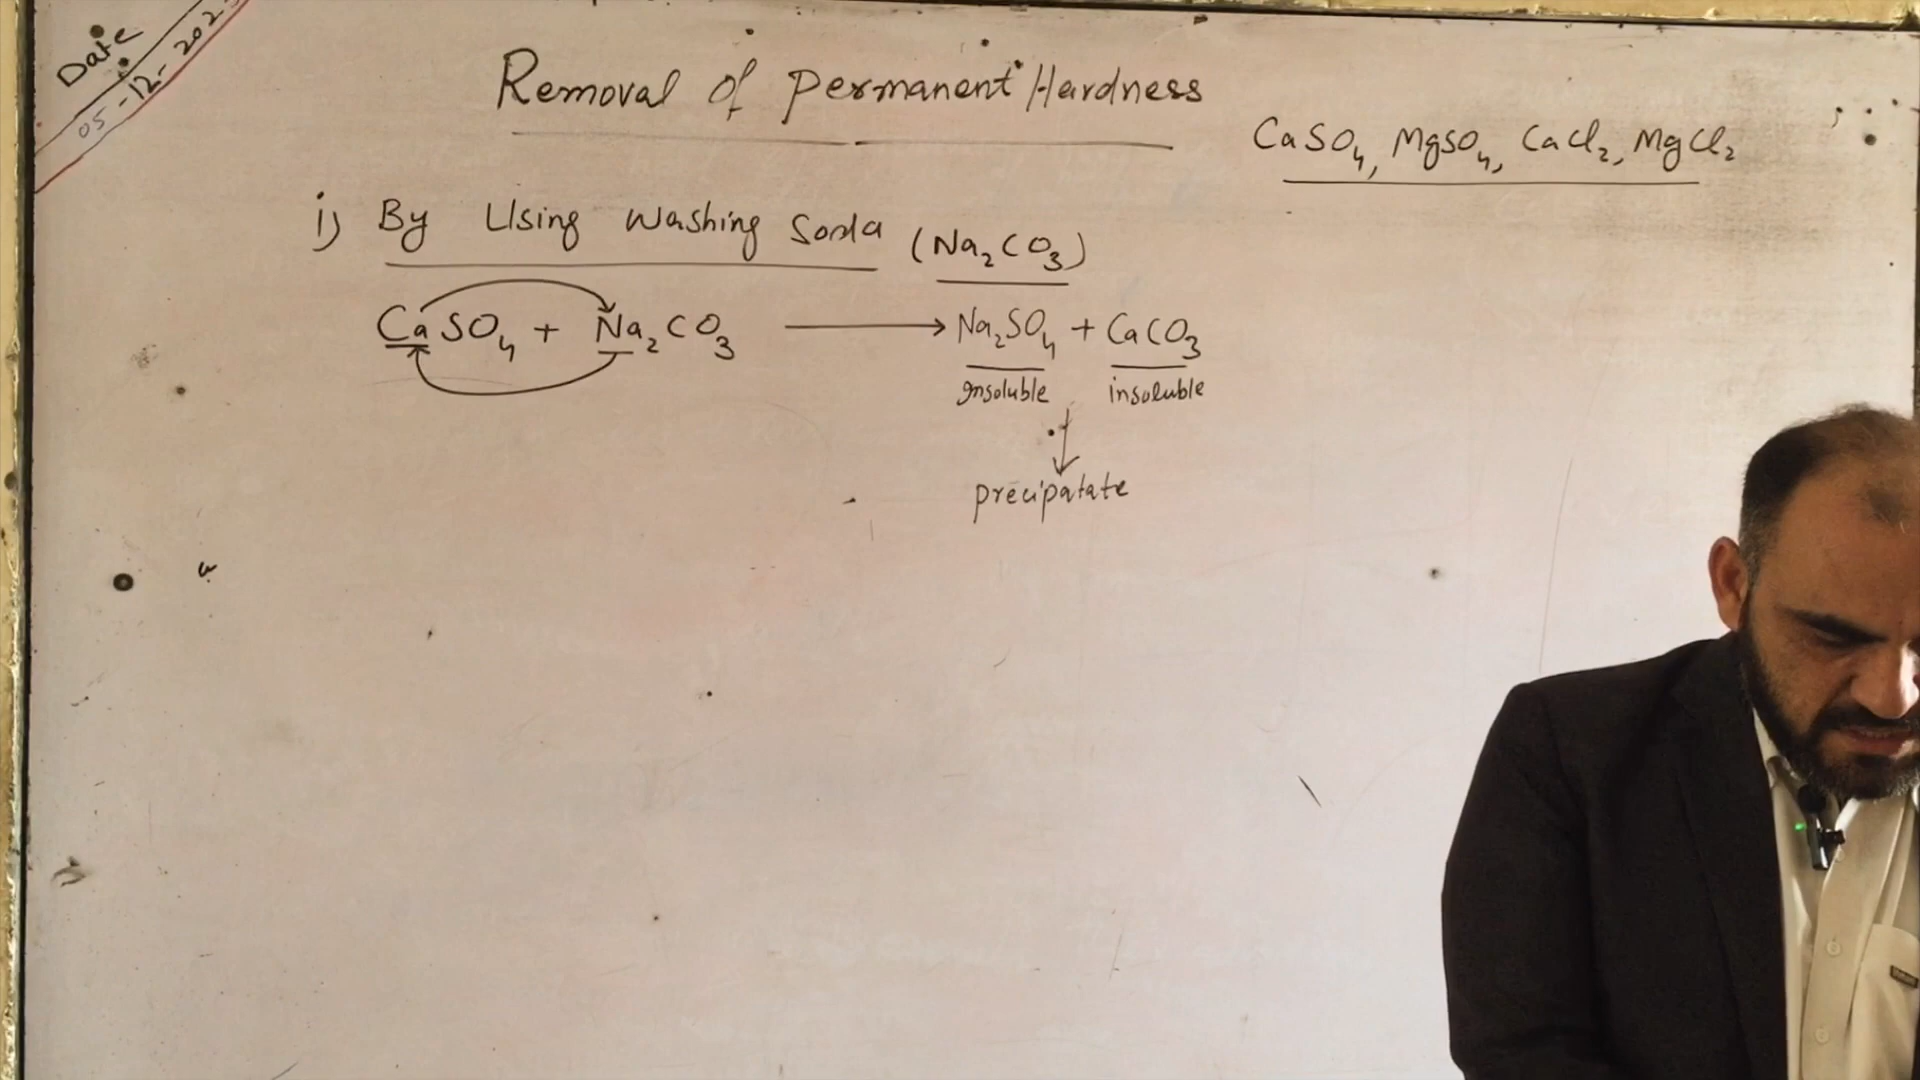 Date
05-12-202
Removal of Permanent Hardness
CaSO₄, MgSO₄, CaCl₂, MgCl₂
i) By Using Washing Soda (Na₂CO₃)
CaSO₄ + Na₂CO₃ → Na₂SO₄ + CaCO₃
Insoluble insoluble
precipatate